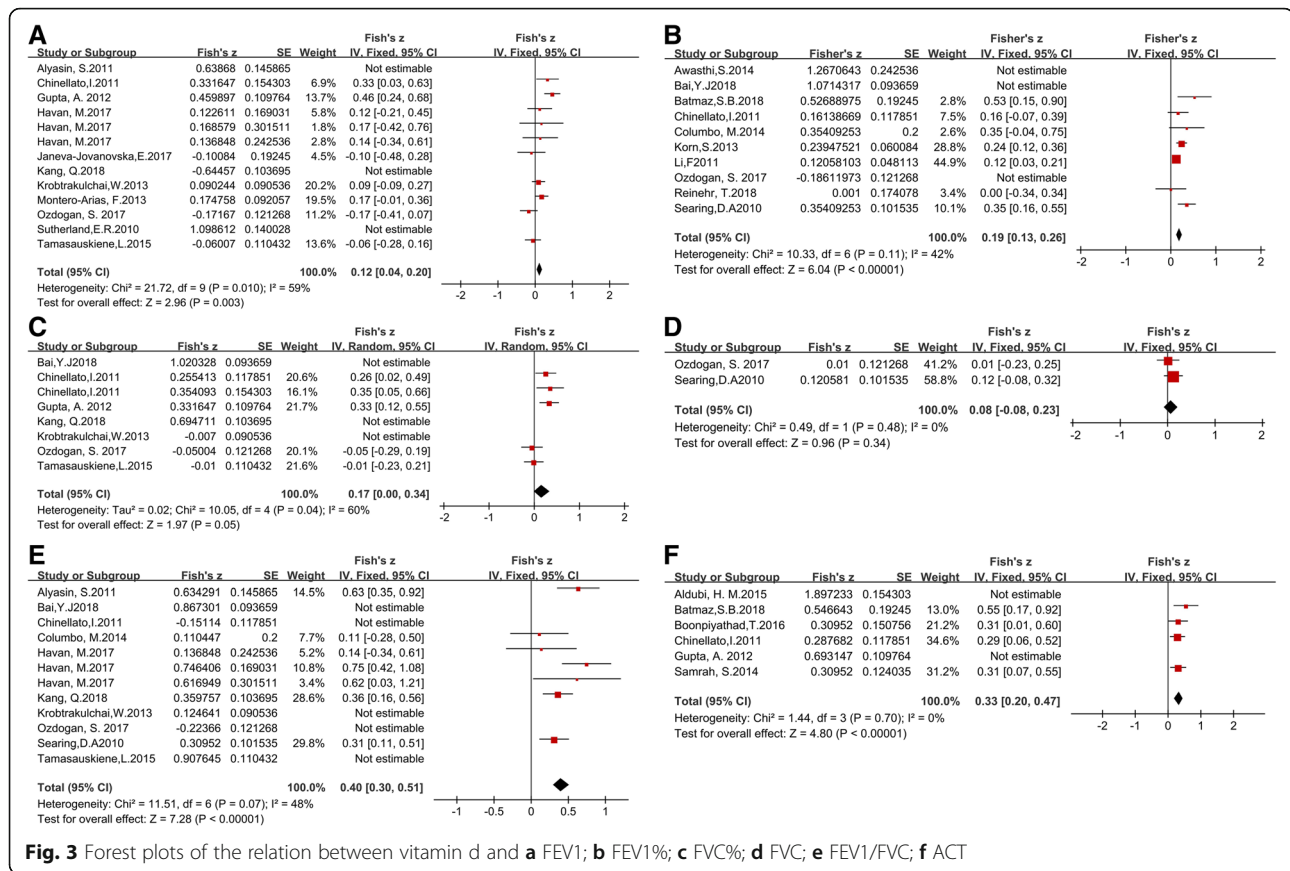 A
Fish's z Fish's z
Study or Subgroup Fish's z SE Weight IV, Fixed, 95% CI IV, Fixed, 95% CI
Alyasin, S.2011 0.63868 0.145865 Not estimable
Chinellato,I.2011 0.331647 0.154303 6.9% 0.33 [0.03, 0.63]
Gupta, A. 2012 0.459897 0.109764 13.7% 0.46 [0.24, 0.68]
Havan, M.2017 0.122611 0.169031 5.8% 0.12 [-0.21, 0.45]
Havan, M.2017 0.168579 0.301511 1.8% 0.17 [-0.42, 0.76]
Havan, M.2017 0.136848 0.242536 2.8% 0.14 [-0.34, 0.61]
Janeva-Jovanovska,E.2017 -0.10084 0.19245 4.5% -0.10 [-0.48, 0.28]
Kang, Q.2018 -0.64457 0.103695 Not estimable
Krobtrakulchai,W.2013 0.090244 0.090536 20.2% 0.09 [-0.09, 0.27]
Montero-Arias, F.2013 0.174758 0.092057 19.5% 0.17 [-0.01, 0.36]
Ozdogan, S. 2017 -0.17167 0.121268 11.2% -0.17 [-0.41, 0.07]
Sutherland,E.R.2010 1.098612 0.140028 Not estimable
Tamasauskiene,L.2015 -0.06007 0.110432 13.6% -0.06 [-0.28, 0.16]
Total (95% CI) 100.0% 0.12 [0.04, 0.20]
Heterogeneity: Chi² = 21.72, df = 9 (P = 0.010); I² = 59%
Test for overall effect: Z = 2.96 (P = 0.003)
-2 -1 0 1 2
B
Fisher's z Fisher's z
Study or Subgroup Fisher's z SE Weight IV, Fixed, 95% CI IV, Fixed, 95% CI
Awasthi,S.2014 1.2670643 0.242536 Not estimable
Bai,Y.J2018 1.0714317 0.093659 Not estimable
Batmaz,S.B.2018 0.52688975 0.19245 2.8% 0.53 [0.15, 0.90]
Chinellato,I.2011 0.16138669 0.117851 7.5% 0.16 [-0.07, 0.39]
Columbo, M.2014 0.35409253 0.2 2.6% 0.35 [-0.04, 0.75]
Korn,S.2013 0.23947521 0.060084 28.8% 0.24 [0.12, 0.36]
Li,F2011 0.12058103 0.048113 44.9% 0.12 [0.03, 0.21]
Ozdogan, S. 2017 -0.18611973 0.121268 Not estimable
Reinehr, T.2018 0.001 0.174078 3.4% 0.00 [-0.34, 0.34]
Searing,D.A2010 0.35409253 0.101535 10.1% 0.35 [0.16, 0.55]
Total (95% CI) 100.0% 0.19 [0.13, 0.26]
Heterogeneity: Chi² = 10.33, df = 6 (P = 0.11); I² = 42%
Test for overall effect: Z = 6.04 (P < 0.00001)
-2 -1 0 1 2
C
Fish's z Fish's z
Study or Subgroup Fish's z SE Weight IV, Random, 95% CI IV, Random, 95% CI
Bai,Y.J2018 1.020328 0.093659 Not estimable
Chinellato,I.2011 0.255413 0.117851 20.6% 0.26 [0.02, 0.49]
Chinellato,I.2011 0.354093 0.154303 16.1% 0.35 [0.05, 0.66]
Gupta, A. 2012 0.331647 0.109764 21.7% 0.33 [0.12, 0.55]
Kang, Q.2018 0.694711 0.103695 Not estimable
Krobtrakulchai,W.2013 -0.007 0.090536 Not estimable
Ozdogan, S. 2017 -0.05004 0.121268 20.1% -0.05 [-0.29, 0.19]
Tamasauskiene,L.2015 -0.01 0.110432 21.6% -0.01 [-0.23, 0.21]
Total (95% CI) 100.0% 0.17 [0.00, 0.34]
Heterogeneity: Tau² = 0.02; Chi² = 10.05, df = 4 (P = 0.04); I² = 60%
Test for overall effect: Z = 1.97 (P = 0.05)
-2 -1 0 1 2
D
Fish's z Fish's z
Study or Subgroup Fish's z SE Weight IV, Fixed, 95% CI IV, Fixed, 95% CI
Ozdogan, S. 2017 0.01 0.121268 41.2% 0.01 [-0.23, 0.25]
Searing,D.A2010 0.120581 0.101535 58.8% 0.12 [-0.08, 0.32]
Total (95% CI) 100.0% 0.08 [-0.08, 0.23]
Heterogeneity: Chi² = 0.49, df = 1 (P = 0.48); I² = 0%
Test for overall effect: Z = 0.96 (P = 0.34)
-2 -1 0 1 2
E
Fish's z Fish's z
Study or Subgroup Fish's z SE Weight IV, Fixed, 95% CI IV, Fixed, 95% CI
Alyasin, S.2011 0.634291 0.145865 14.5% 0.63 [0.35, 0.92]
Bai,Y.J2018 0.867301 0.093659 Not estimable
Chinellato,I.2011 -0.15114 0.117851 Not estimable
Columbo, M.2014 0.110447 0.2 7.7% 0.11 [-0.28, 0.50]
Havan, M.2017 0.136848 0.242536 5.2% 0.14 [-0.34, 0.61]
Havan, M.2017 0.746406 0.169031 10.8% 0.75 [0.42, 1.08]
Havan, M.2017 0.616949 0.301511 3.4% 0.62 [0.03, 1.21]
Kang, Q.2018 0.359757 0.103695 28.6% 0.36 [0.16, 0.56]
Krobtrakulchai,W.2013 0.124641 0.090536 Not estimable
Ozdogan, S. 2017 -0.22366 0.121268 Not estimable
Searing,D.A2010 0.30952 0.101535 29.8% 0.31 [0.11, 0.51]
Tamasauskiene,L.2015 0.907645 0.110432 Not estimable
Total (95% CI) 100.0% 0.40 [0.30, 0.51]
Heterogeneity: Chi² = 11.51, df = 6 (P = 0.07); I² = 48%
Test for overall effect: Z = 7.28 (P < 0.00001)
-1 -0.5 0 0.5 1
F
Fish's z Fish's z
Study or Subgroup Fish's z SE Weight IV, Fixed, 95% CI IV, Fixed, 95% CI
Aldubi, H. M.2015 1.897233 0.154303 Not estimable
Batmaz,S.B.2018 0.546643 0.19245 13.0% 0.55 [0.17, 0.92]
Boonpiyathad,T.2016 0.30952 0.150756 21.2% 0.31 [0.01, 0.60]
Chinellato,I.2011 0.287682 0.117851 34.6% 0.29 [0.06, 0.52]
Gupta, A. 2012 0.693147 0.109764 Not estimable
Samrah, S.2014 0.30952 0.124035 31.2% 0.31 [0.07, 0.55]
Total (95% CI) 100.0% 0.33 [0.20, 0.47]
Heterogeneity: Chi² = 1.44, df = 3 (P = 0.70); I² = 0%
Test for overall effect: Z = 4.80 (P < 0.00001)
-2 -1 0 1 2
Fig. 3 Forest plots of the relation between vitamin d and a FEV1; b FEV1%; c FVC%; d FVC; e FEV1/FVC; f ACT